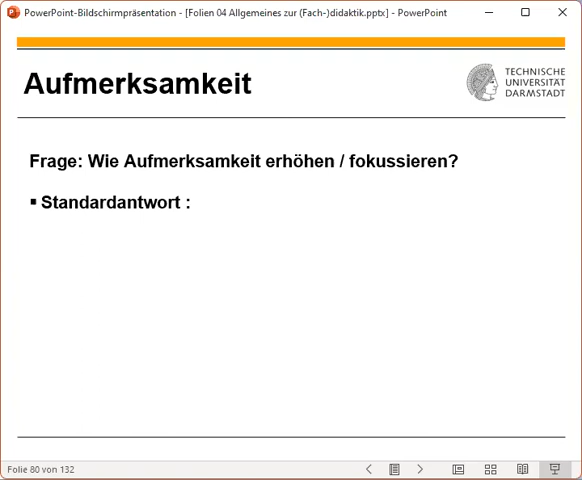 PowerPoint-Bildschirmpräsentation - [Folien 04 Allgemeines zur (Fach-)didaktik.pptx] - PowerPoint
Aufmerksamkeit
TECHNISCHE
UNIVERSITÄT
DARMSTADT
Frage: Wie Aufmerksamkeit erhöhen / fokussieren?
▪ Standardantwort :
Folie 80 von 132